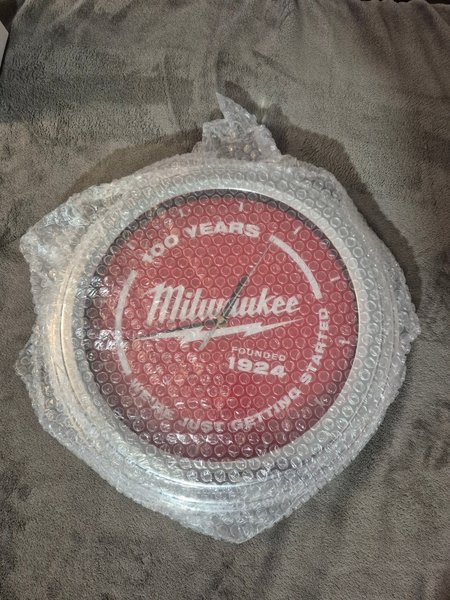 100 YEARS
Milwaukee
FOUNDED
1924
WE'RE JUST GETTING STARTED